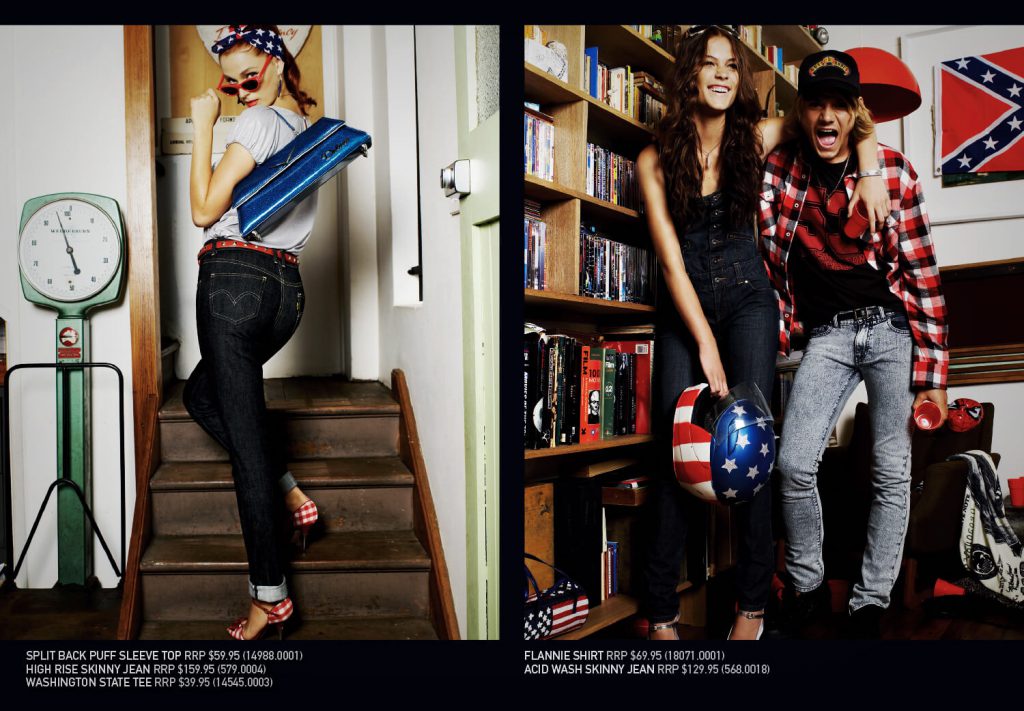 WEDDERBURN
SPLIT BACK PUFF SLEEVE TOP RRP $59.95 (14988.0001)
HIGH RISE SKINNY JEAN RRP $159.95 (579.0004)
WASHINGTON STATE TEE RRP $39.95 (14545.0003)
FILM
FLANNIE SHIRT RRP $69.95 (18071.0001)
ACID WASH SKINNY JEAN RRP $129.95 (568.0018)